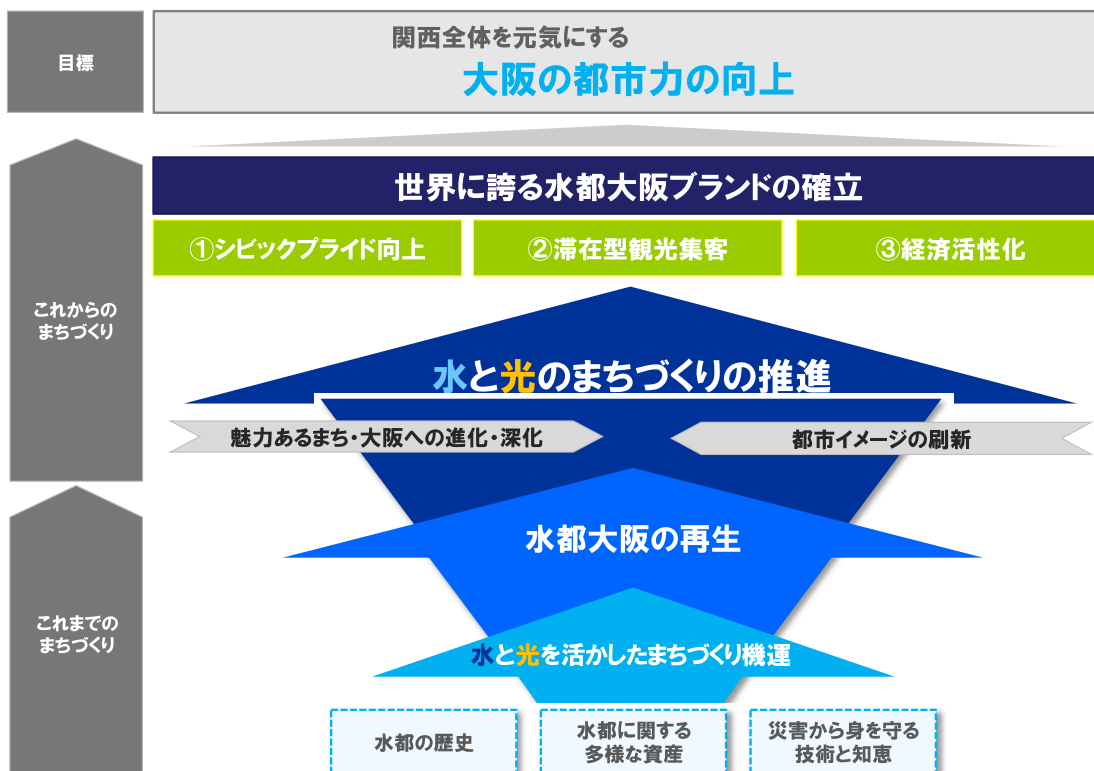 目標
関西全体を元気にする
大阪の都市力の向上
世界に誇る水都大阪ブランドの確立
①シビックプライド向上
②滞在型観光集客
③経済活性化
これからの
まちづくり
水と光のまちづくりの推進
魅力あるまち・大阪への進化・深化
都市イメージの刷新
水都大阪の再生
これまでの
まちづくり
水と光を活かしたまちづくり機運
水都の歴史
水都に関する
多様な資産
災害から身を守る
技術と知恵